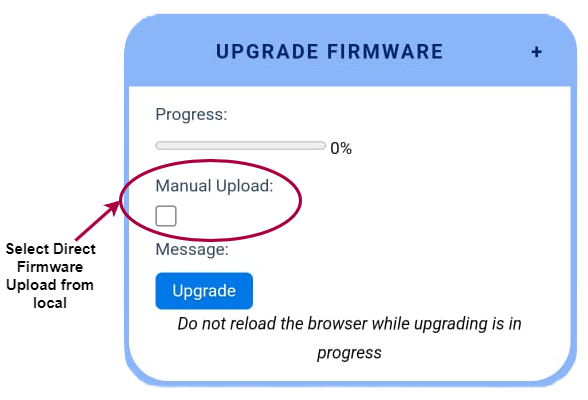 UPGRADE FIRMWARE +
Progress:
0%
Manual Upload:
Select Direct
Firmware
Upload from
local
Message:
Upgrade
Do not reload the browser while upgrading is in
progress